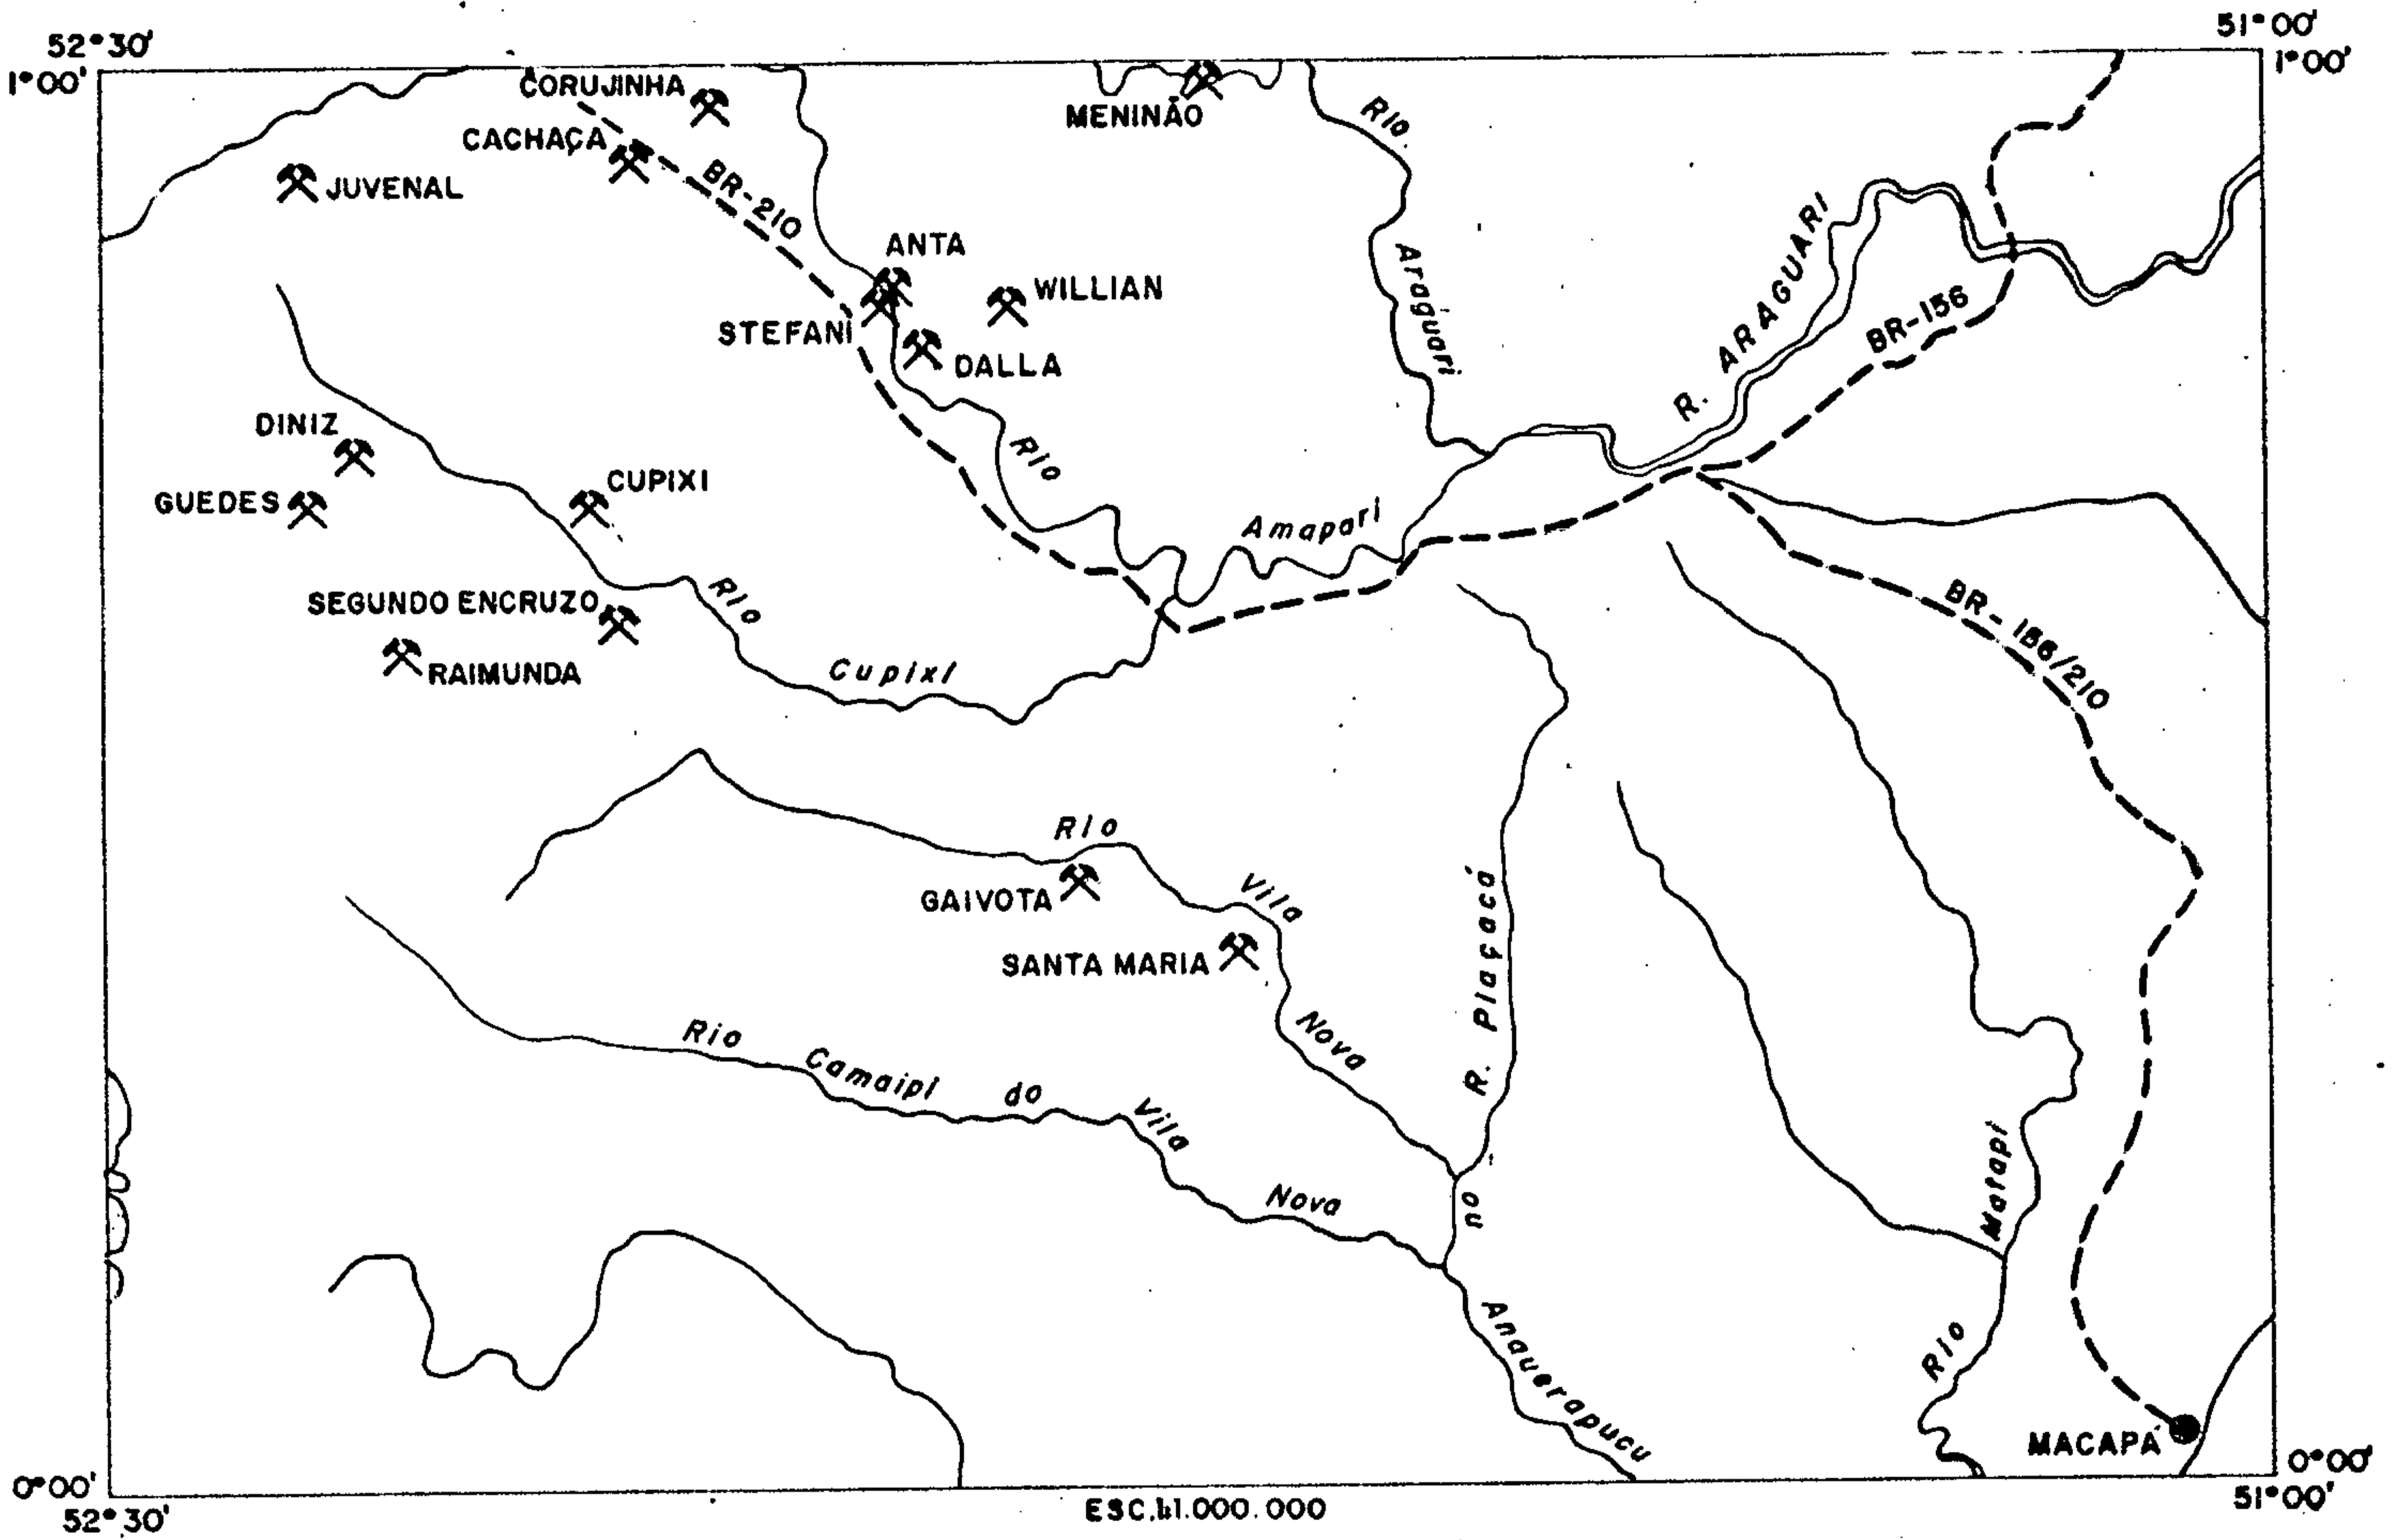 52°30'
51°00'
1°00'
1°00'
CORUJINHA
MENINÃO
CACHAÇA
JUVENAL
BR-210
Rio
Araguari
R. ARAGUARI
ANTA
WILLIAN
STEFANI
DALLA
BR-156
DINIZ
GUEDES
CUPIXI
Rio
Amapari
SEGUNDO ENCRUZO
RAIMUNDA
Rio
Cupixi
BR-156/210
Rio
Vila
Nova
GAIVOTA
SANTA MARIA
R. Piaçacá
Rio
Camaipi
do
Vila
Nova
no
Matapi
Rio
Anauerapucu
MACAPÁ
0°00'
0°00'
52°30'
ESC. 1:1.000.000
51°00'